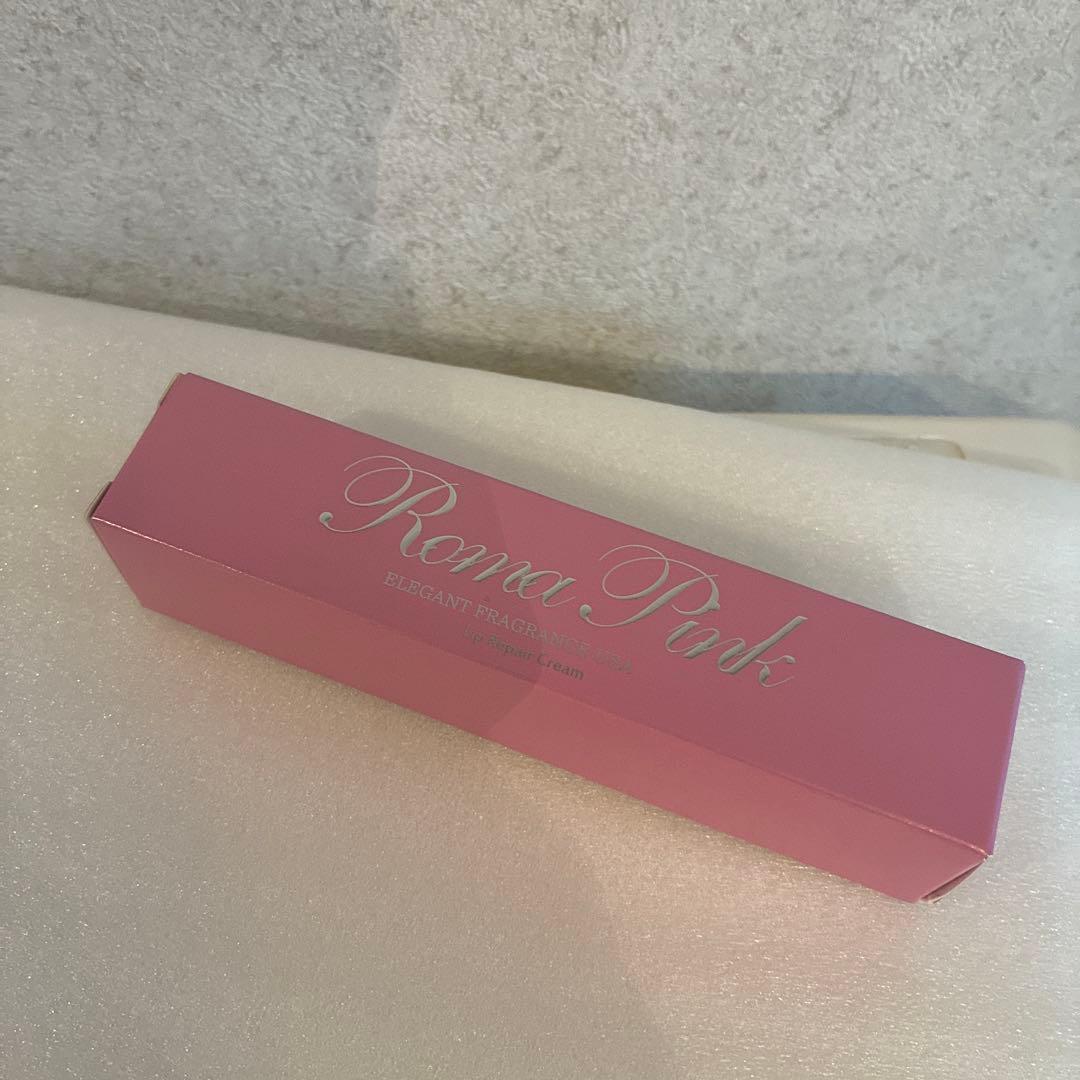 Roma Pink
ELEGANT FRAGRANCE USA
Lip Repair Cream